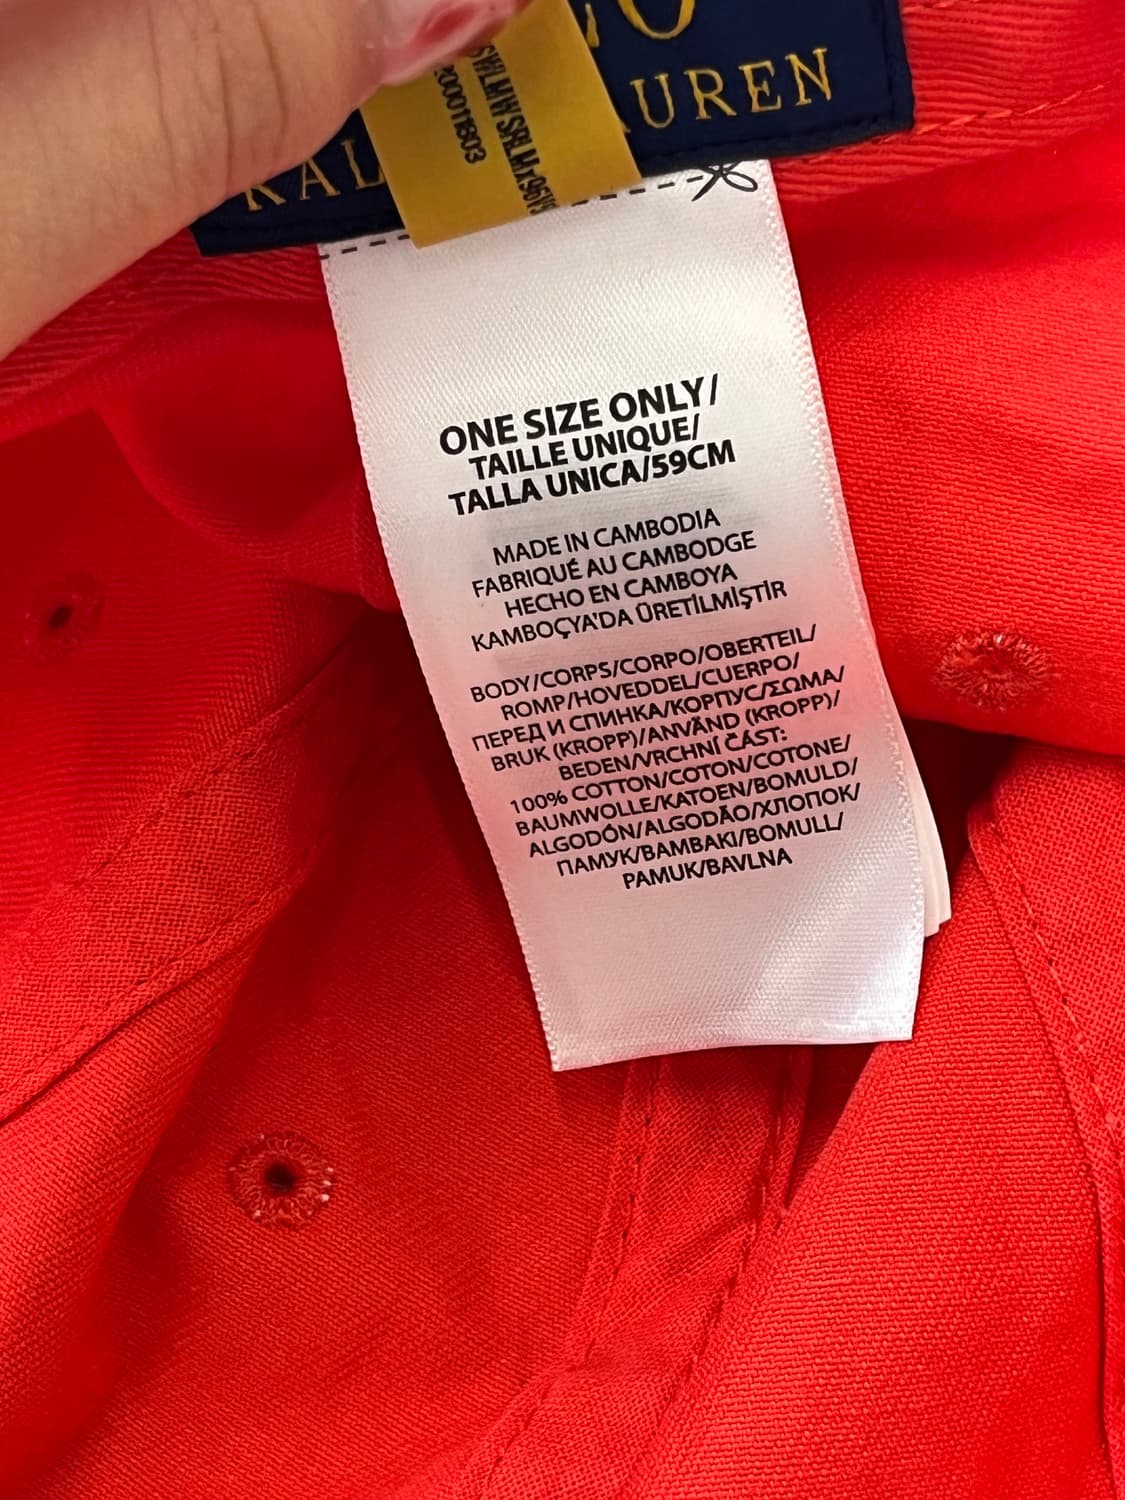 UREN
20001803
ONE SIZE ONLY/
TAILLE UNIQUE/
TALLA UNICA/59CM
MADE IN CAMBODIA
FABRIQUÉ AU CAMBODGE
HECHO EN CAMBOYA
KAMBOÇYA'DA ÜRETİLMİŞTİR
BODY/CORPS/CORPO/OBERTEIL/
ROMP/HOVEDDEL/CUERPO/
ПЕРЕД И СПИНКА/КОРПУС/ΣΩΜΑ/
BRUK (KROPP)/ANVÄND (KROPP)/
BEDEN/VRCHNÍ ČÁST:
100% COTTON/COTON/COTONE/
BAUMWOLLE/KATOEN/BOMULD/
ALGODÓN/ALGODÃO/ХЛОПОК/
ПАМУК/BAMBAKI/BOMULL/
PAMUK/BAVLNA